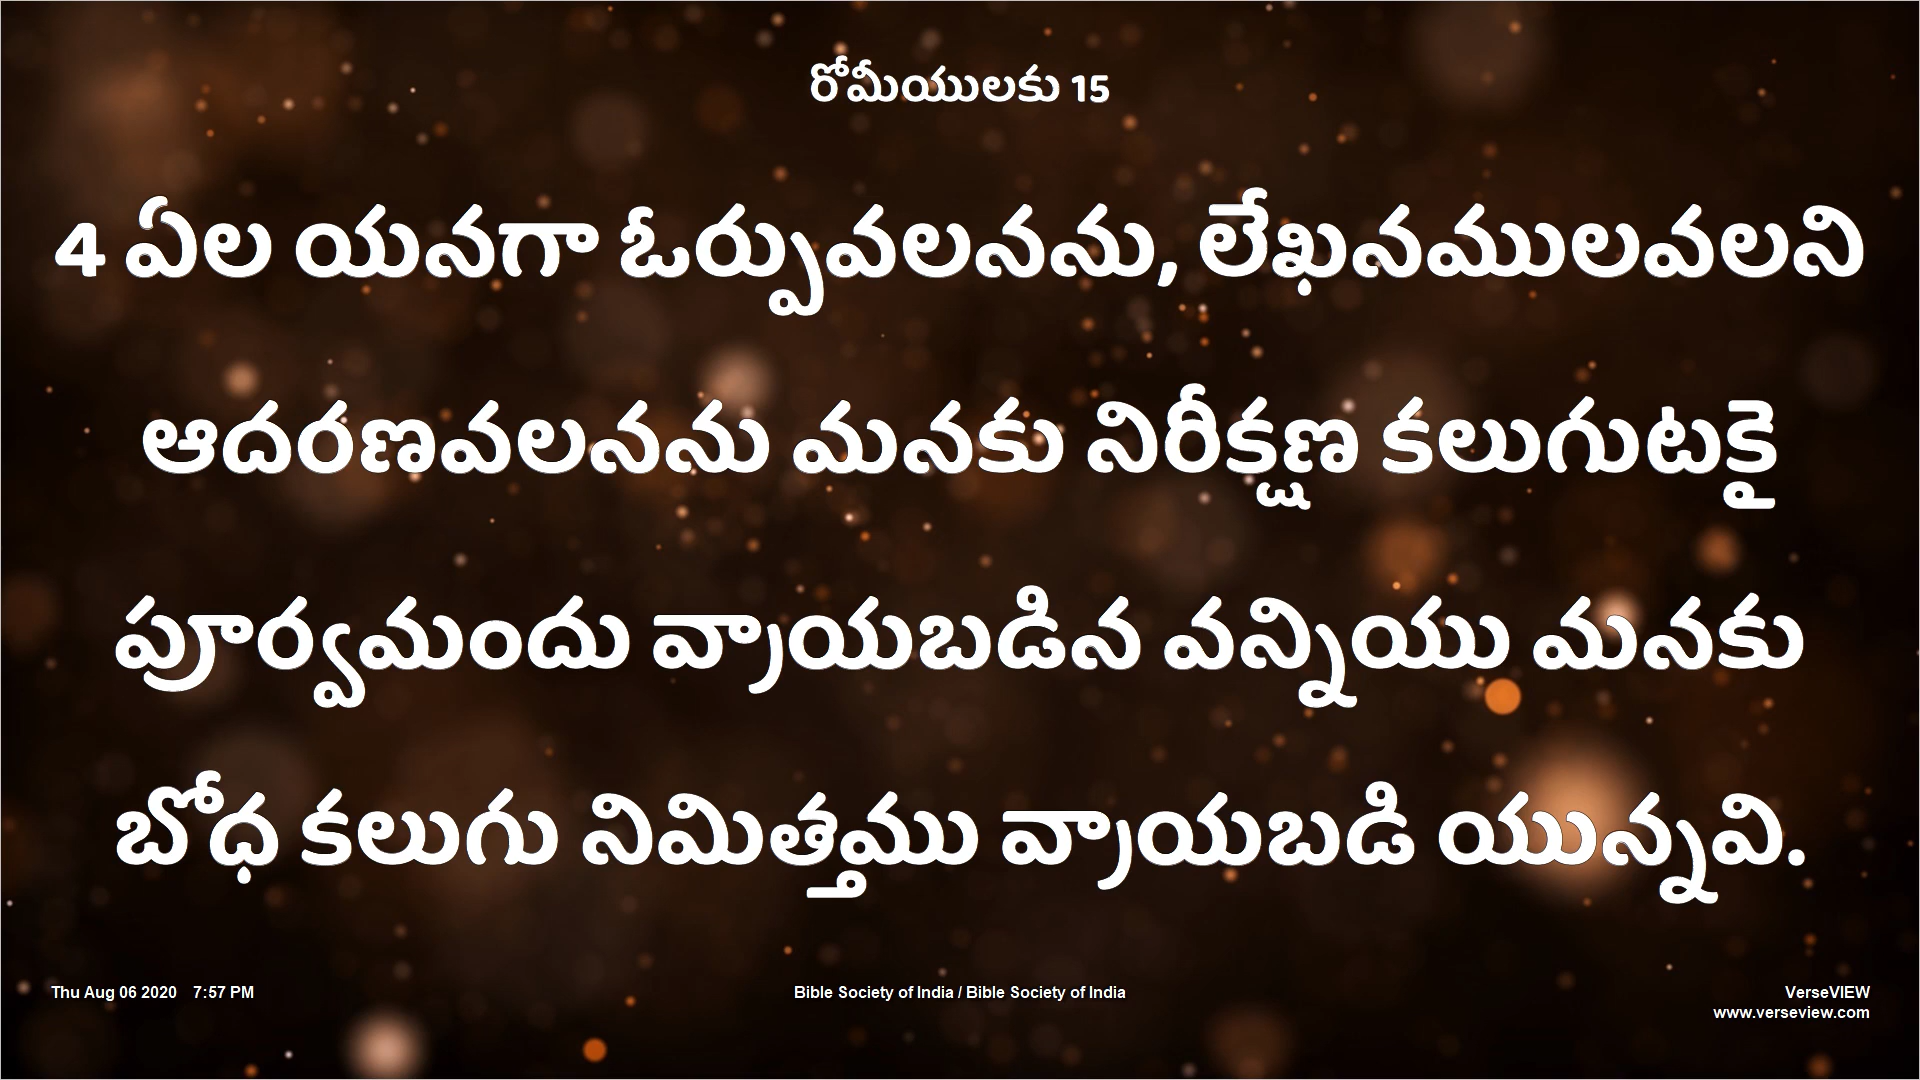 రోమీయులకు 15
4 ఏల యనగా ఓర్పువలనను, లేఖనములవలని
ఆదరణవలనను మనకు నిరీక్షణ కలుగుటకై
పూర్వమందు వ్రాయబడిన వన్నియు మనకు
బోధ కలుగు నిమిత్తము వ్రాయబడి యున్నవి.
Thu Aug 06 2020 7:57 PM
Bible Society of India / Bible Society of India
VerseVIEW
www.verseview.com